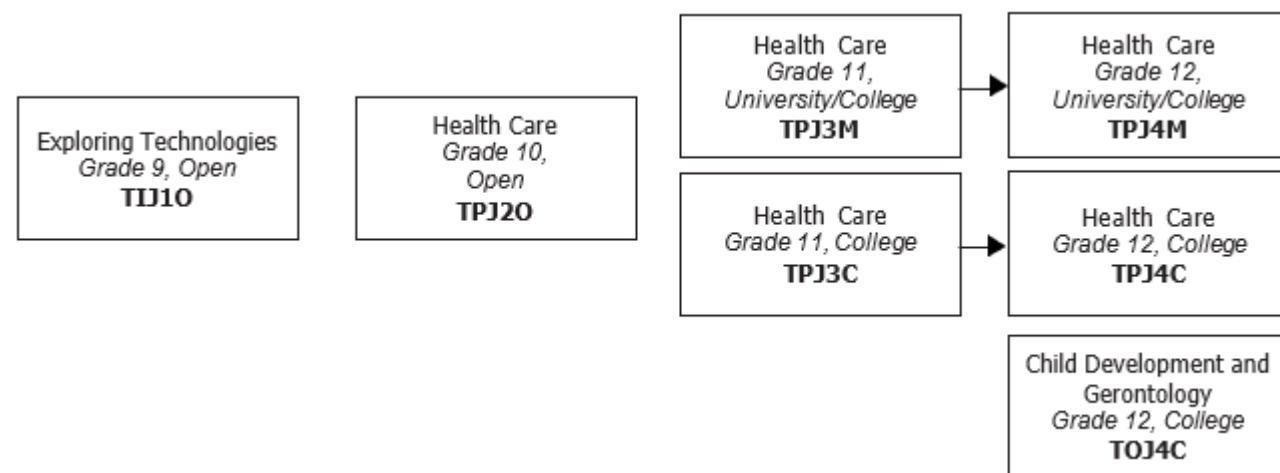 Exploring Technologies
Grade 9, Open
TIJ1O
Health Care
Grade 10,
Open
TPJ2O
Health Care
Grade 11,
University/College
TPJ3M
Health Care
Grade 12,
University/College
TPJ4M
Health Care
Grade 11, College
TPJ3C
Health Care
Grade 12, College
TPJ4C
Child Development and
Gerontology
Grade 12, College
TOJ4C